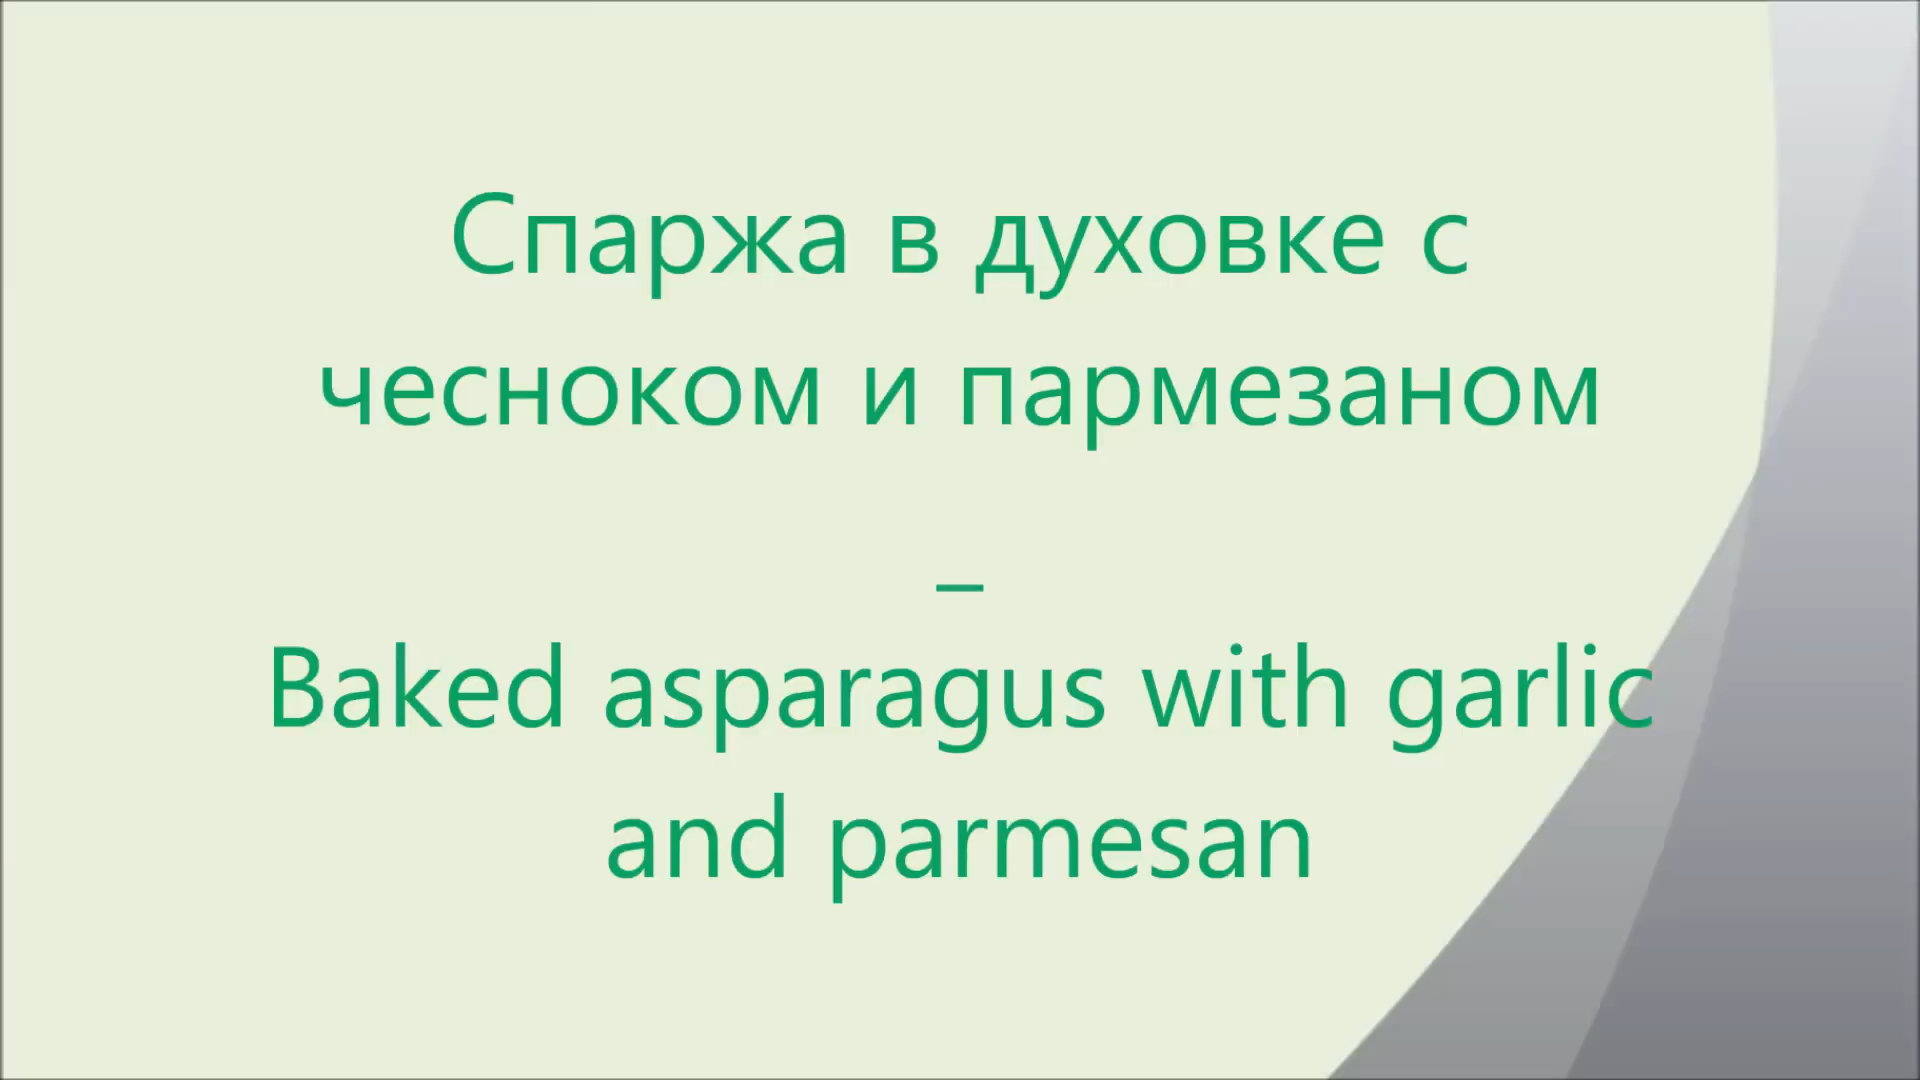 Спаржа в духовке с
чесноком и пармезаном
–
Baked asparagus with garlic
and parmesan